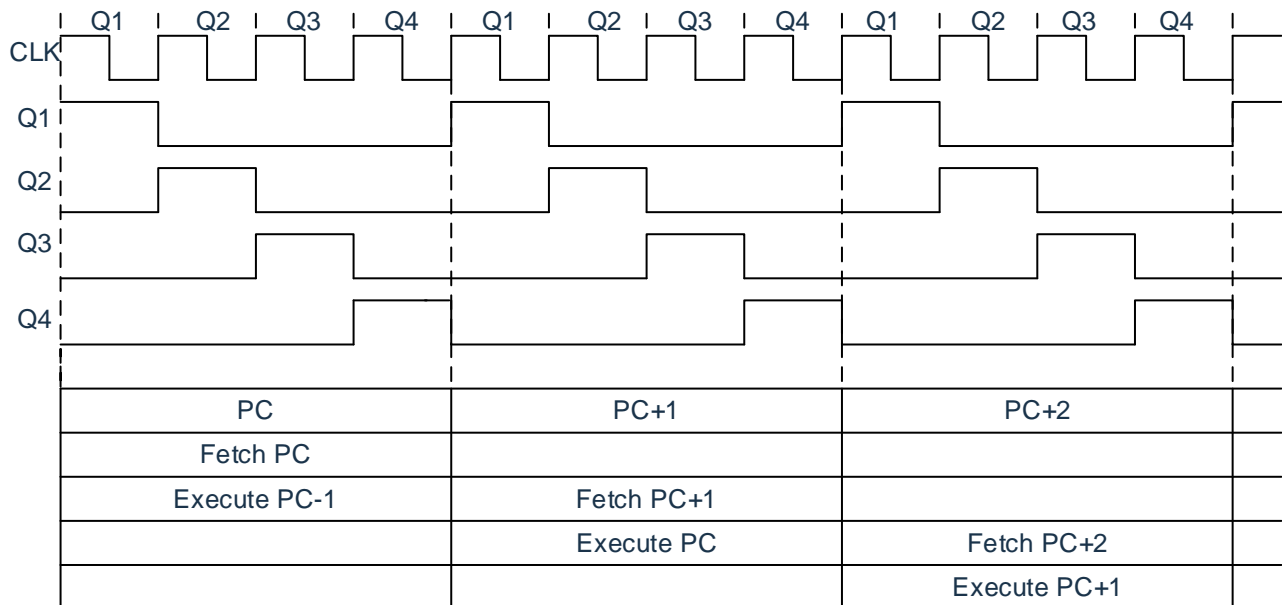 Q1 Q2 Q3 Q4 Q1 Q2 Q3 Q4 Q1 Q2 Q3 Q4
CLK
Q1
Q2
Q3
Q4
PC PC+1 PC+2
Fetch PC
Execute PC-1 Fetch PC+1
Execute PC Fetch PC+2
Execute PC+1